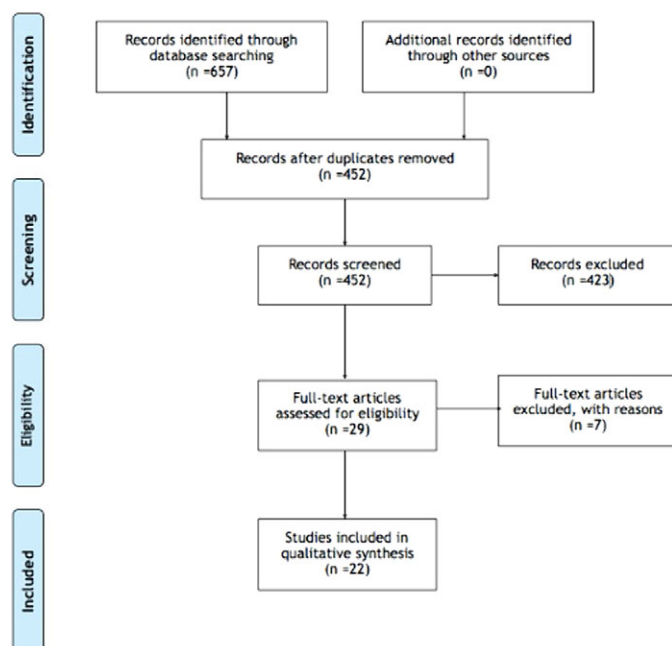 Identification
Records identified through
database searching
(n =657)
Additional records identified
through other sources
(n =0)
Records after duplicates removed
(n =452)
Screening
Records screened
(n =452)
Records excluded
(n =423)
Eligibility
Full-text articles
assessed for eligibility
(n =29)
Full-text articles
excluded, with reasons
(n =7)
Included
Studies included in
qualitative synthesis
(n =22)